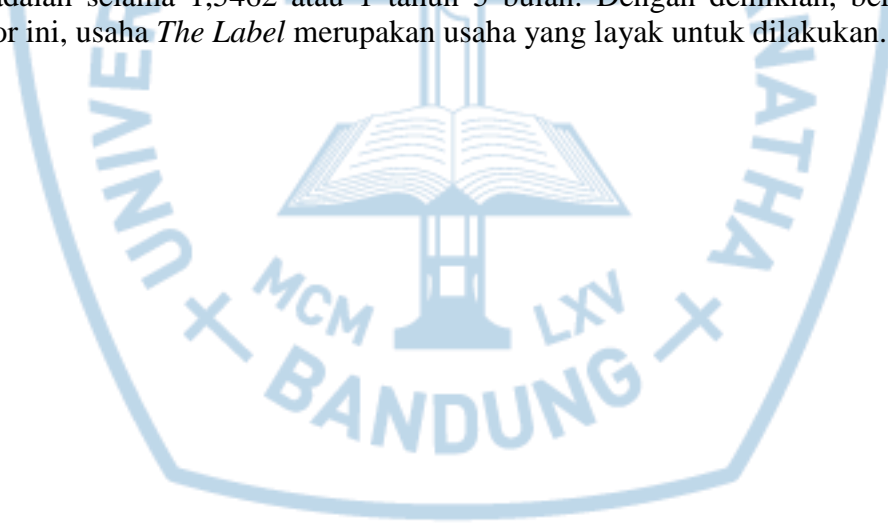 adalah selama 1,5462 atau 1 tahun 5 bulan. Dengan demikian,
or ini, usaha The Label merupakan usaha yang layak untuk dilakukan.
MCM LXV
BANDUNG